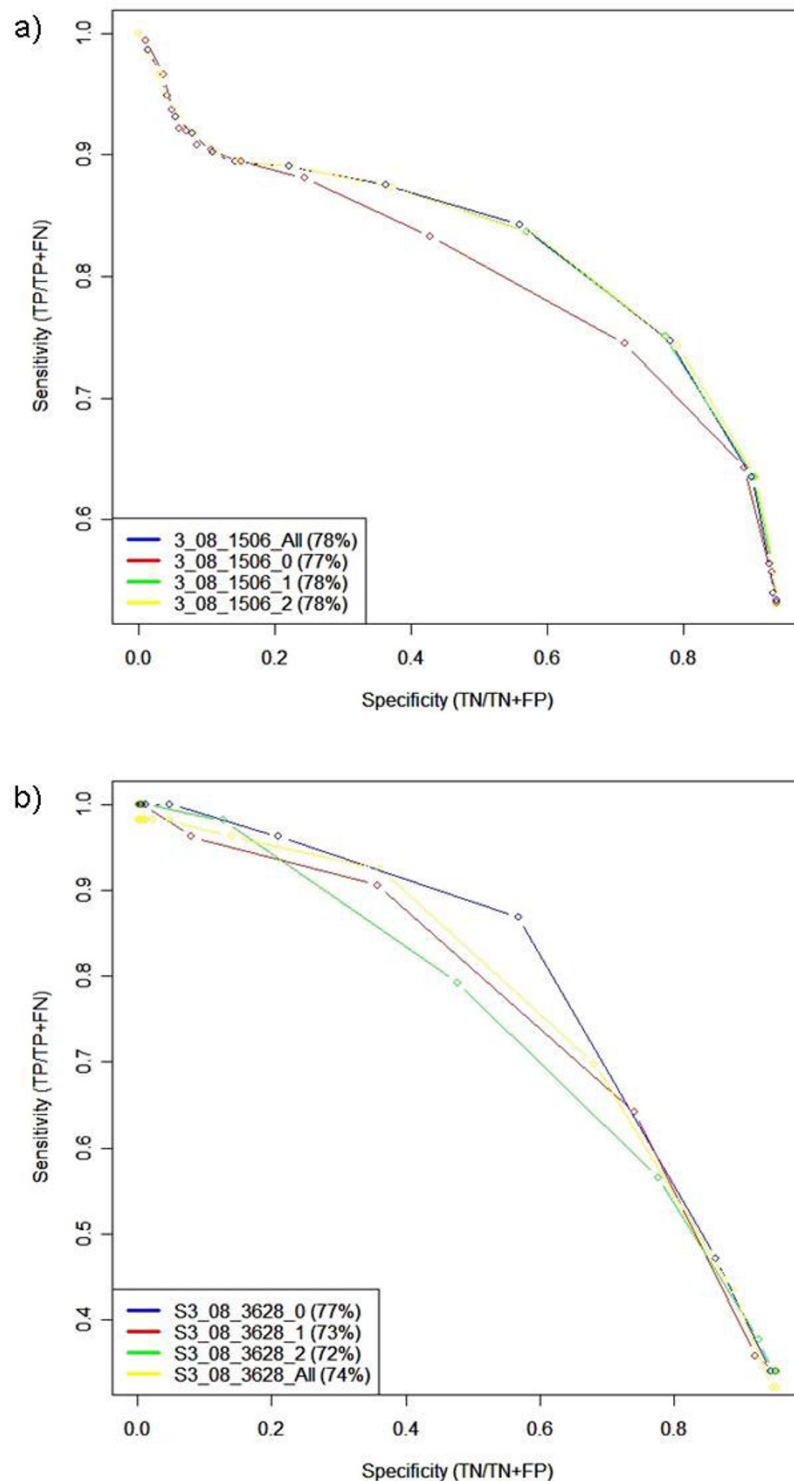 a)
1.0
0.9
0.8
0.7
0.6
Sensitivity (TP/TP+FN)
3_08_1506_All (78%)
3_08_1506_0 (77%)
3_08_1506_1 (78%)
3_08_1506_2 (78%)
0.0 0.2 0.4 0.6 0.8
Specificity (TN/TN+FP)
b)
1.0
0.9
0.8
0.7
0.6
0.5
0.4
Sensitivity (TP/TP+FN)
S3_08_3628_0 (77%)
S3_08_3628_1 (73%)
S3_08_3628_2 (72%)
S3_08_3628_All (74%)
0.0 0.2 0.4 0.6 0.8
Specificity (TN/TN+FP)